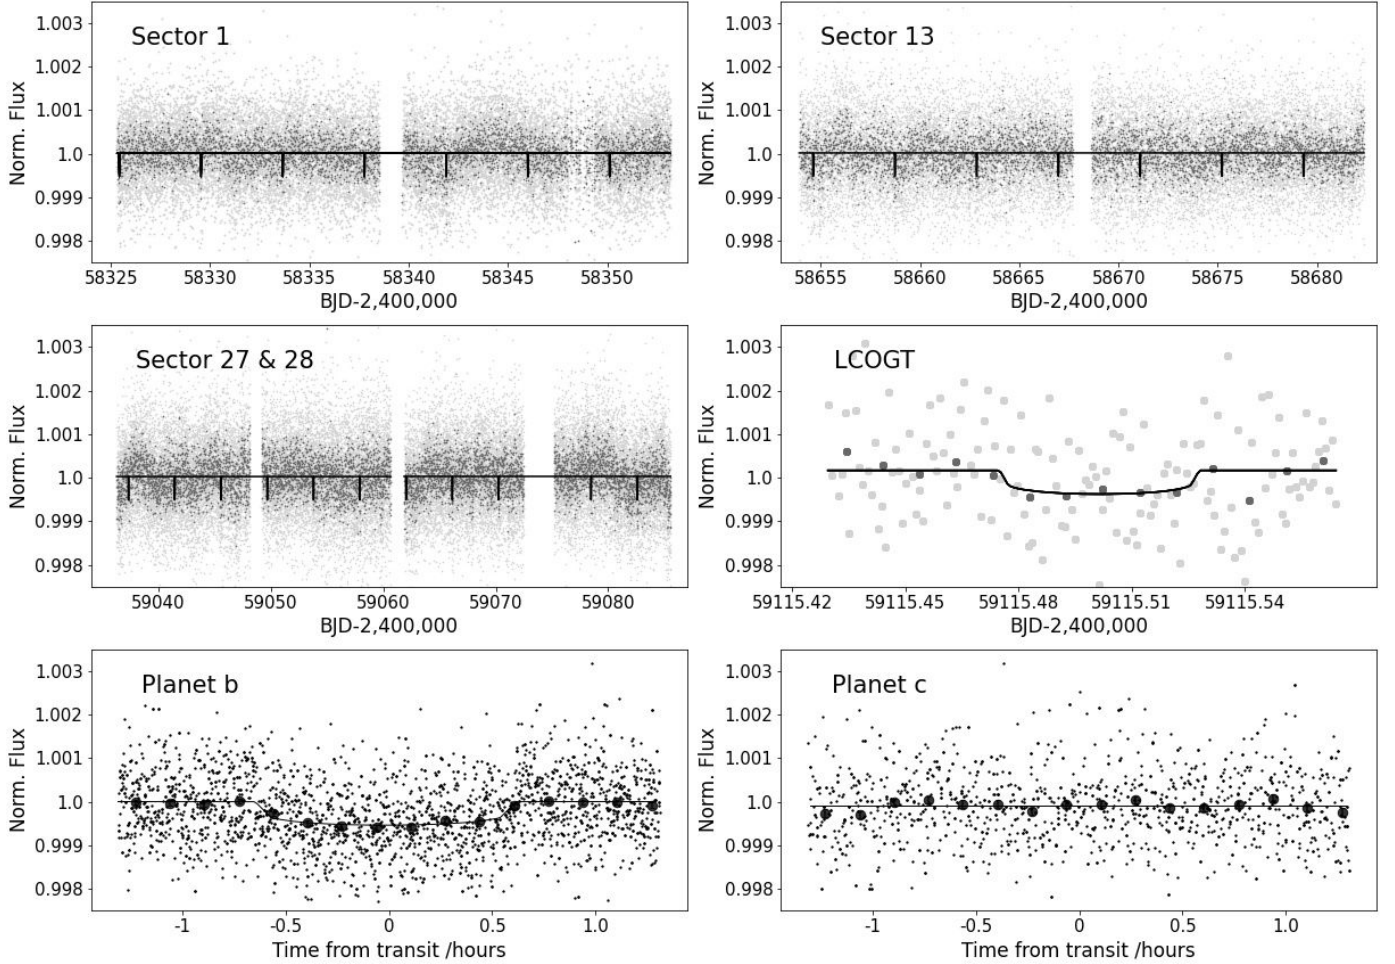 1.003
1.002
1.001
1.0
0.999
0.998
Norm. Flux
Sector 1
58325 58330 58335 58340 58345 58350
BJD-2,400,000
1.003
1.002
1.001
1.0
0.999
0.998
Norm. Flux
Sector 13
58655 58660 58665 58670 58675 58680
BJD-2,400,000
1.003
1.002
1.001
1.0
0.999
0.998
Norm. Flux
Sector 27 & 28
59040 59050 59060 59070 59080
BJD-2,400,000
1.003
1.002
1.001
1.0
0.999
0.998
Norm. Flux
LCOGT
59115.42 59115.45 59115.48 59115.51 59115.54
BJD-2,400,000
1.003
1.002
1.001
1.0
0.999
0.998
Norm. Flux
Planet b
-1 -0.5 0 0.5 1.0
Time from transit /hours
1.003
1.002
1.001
1.0
0.999
0.998
Norm. Flux
Planet c
-1 -0.5 0 0.5 1.0
Time from transit /hours